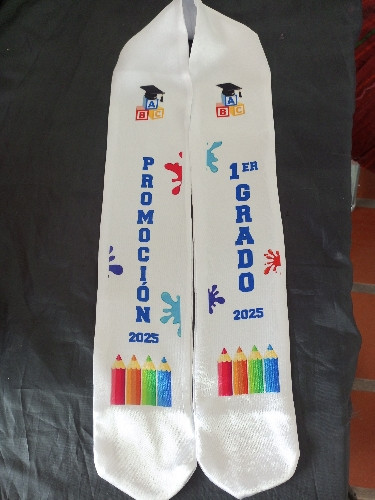 A
B C
PROMOCIÓN
2025
A
B C
1ER
GRADO
2025